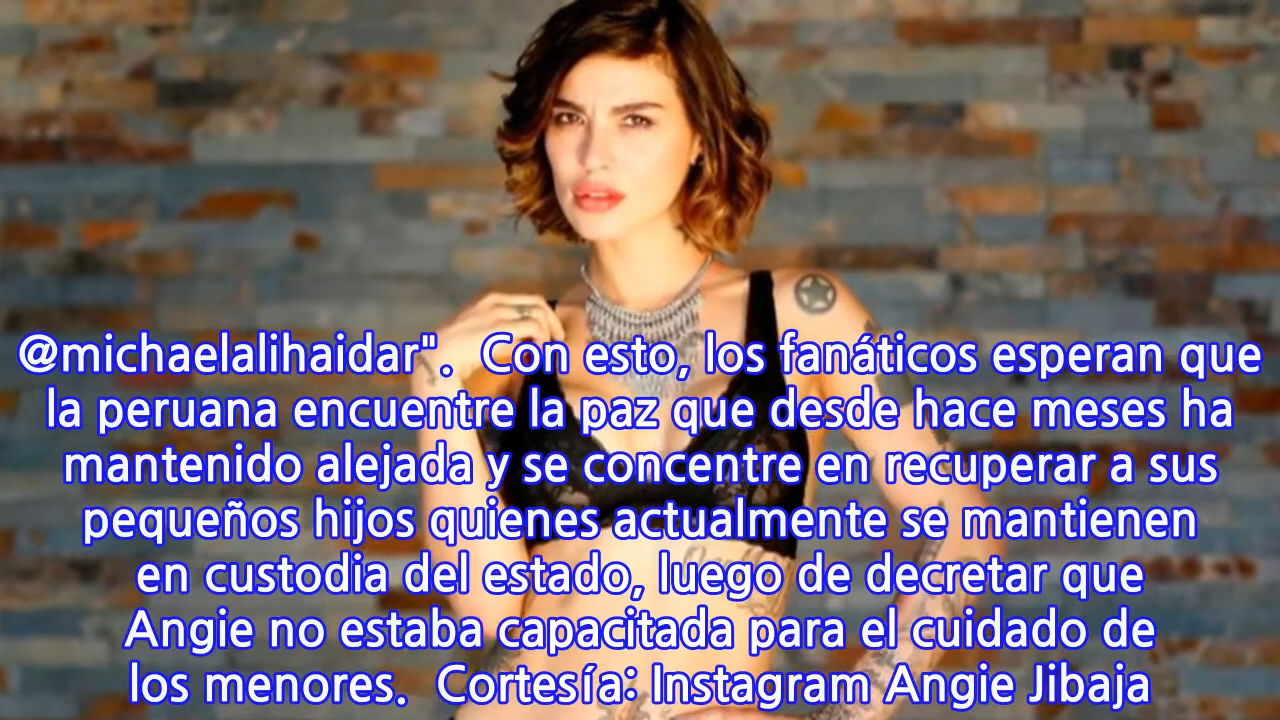 @michaelalihaidar". Con esto, los fanáticos esperan que
la peruana encuentre la paz que desde hace meses ha
mantenido alejada y se concentre en recuperar a sus
pequeños hijos quienes actualmente se mantienen
en custodia del estado, luego de decretar que
Angie no estaba capacitada para el cuidado de
los menores. Cortesía: Instagram Angie Jibaja